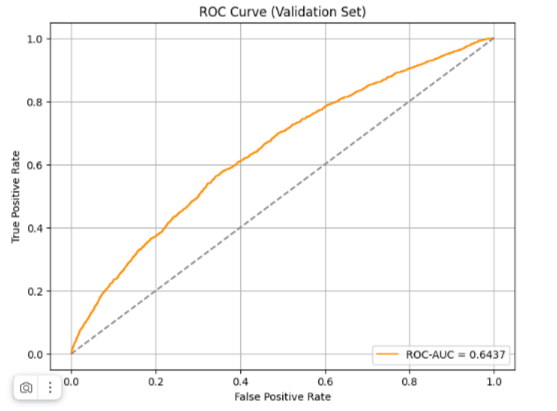 ROC Curve (Validation Set)
True Positive Rate
1.0
0.8
0.6
0.4
0.2
0.0
ROC-AUC = 0.6437
0.0 0.2 0.4 0.6 0.8 1.0
False Positive Rate